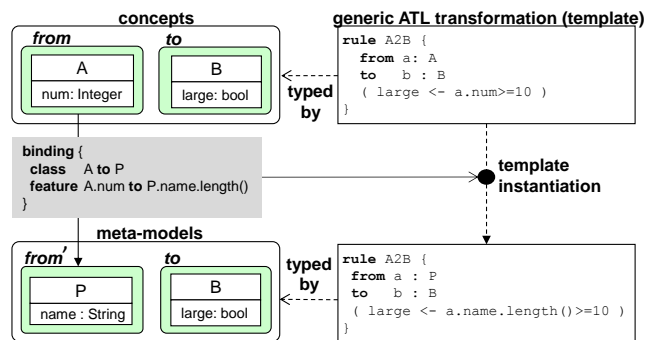 concepts
generic ATL transformation (template)
from
to
A
num: Integer
B
large: bool
typed
by
rule A2B {
from a: A
to b : B
( large <- a.num>=10 )
}
binding {
class A to P
feature A.num to P.name.length()
}
template
instantiation
meta-models
from'
to
P
name : String
B
large: bool
typed
by
rule A2B {
from a : P
to b : B
( large <- a.name.length()>=10 )
}